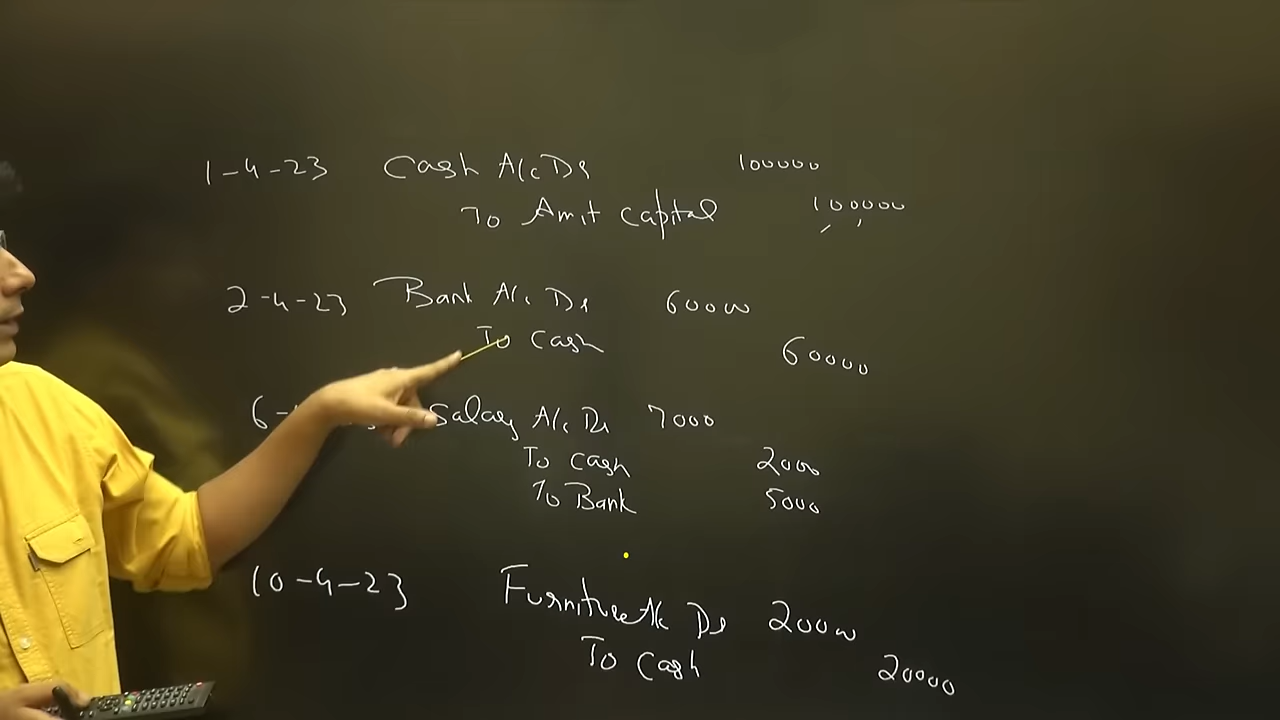 1-4-23 Cash A/c Dr 100000
To Amit Capital 100000
2-4-23 Bank A/c Dr 60000
To Cash 60000
6- Salary A/c Dr 7000
To Cash 2000
To Bank 5000
10-4-23 Furniture A/c Dr 20000
To Cash 20000